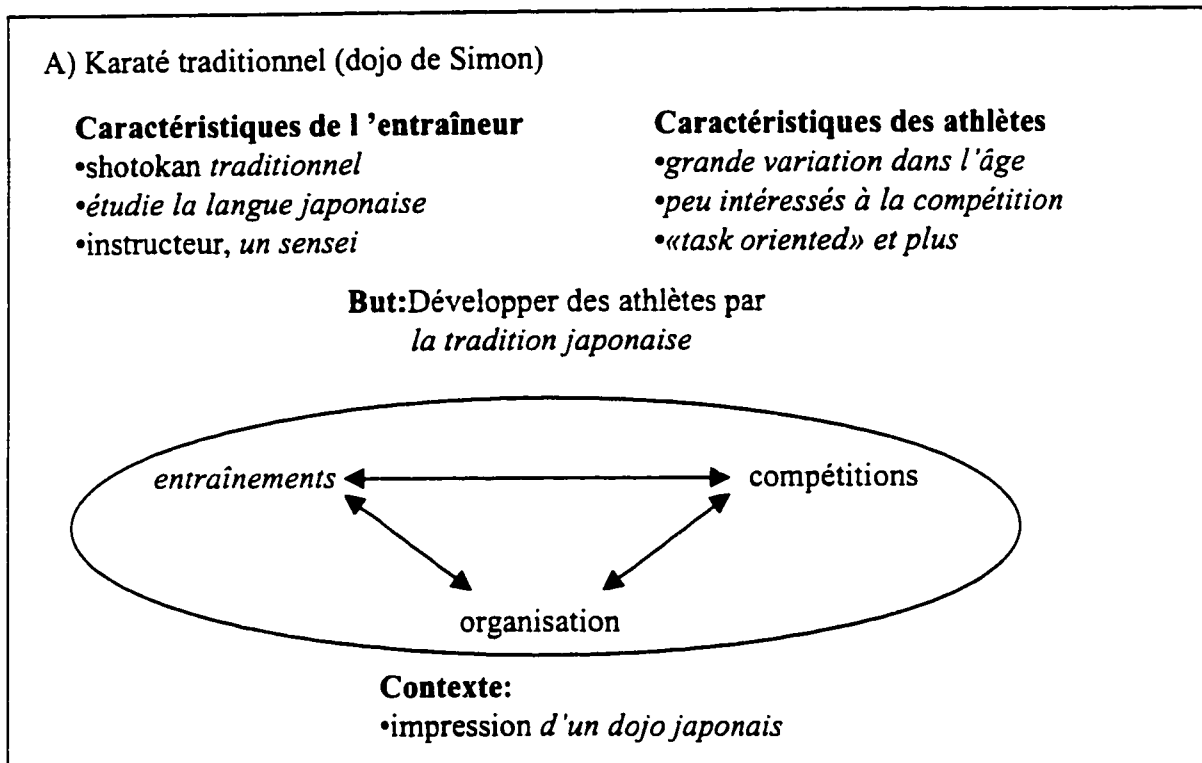 A) Karaté traditionnel (dojo de Simon)
Caractéristiques de l ’entraîneur
•shotokan traditionnel
•étudie la langue japonaise
•instructeur, un sensei
Caractéristiques des athlètes
•grande variation dans l'âge
•peu intéressés à la compétition
•«task oriented» et plus
But:Développer des athlètes par
la tradition japonaise
entraînements
compétitions
organisation
Contexte:
•impression d'un dojo japonais